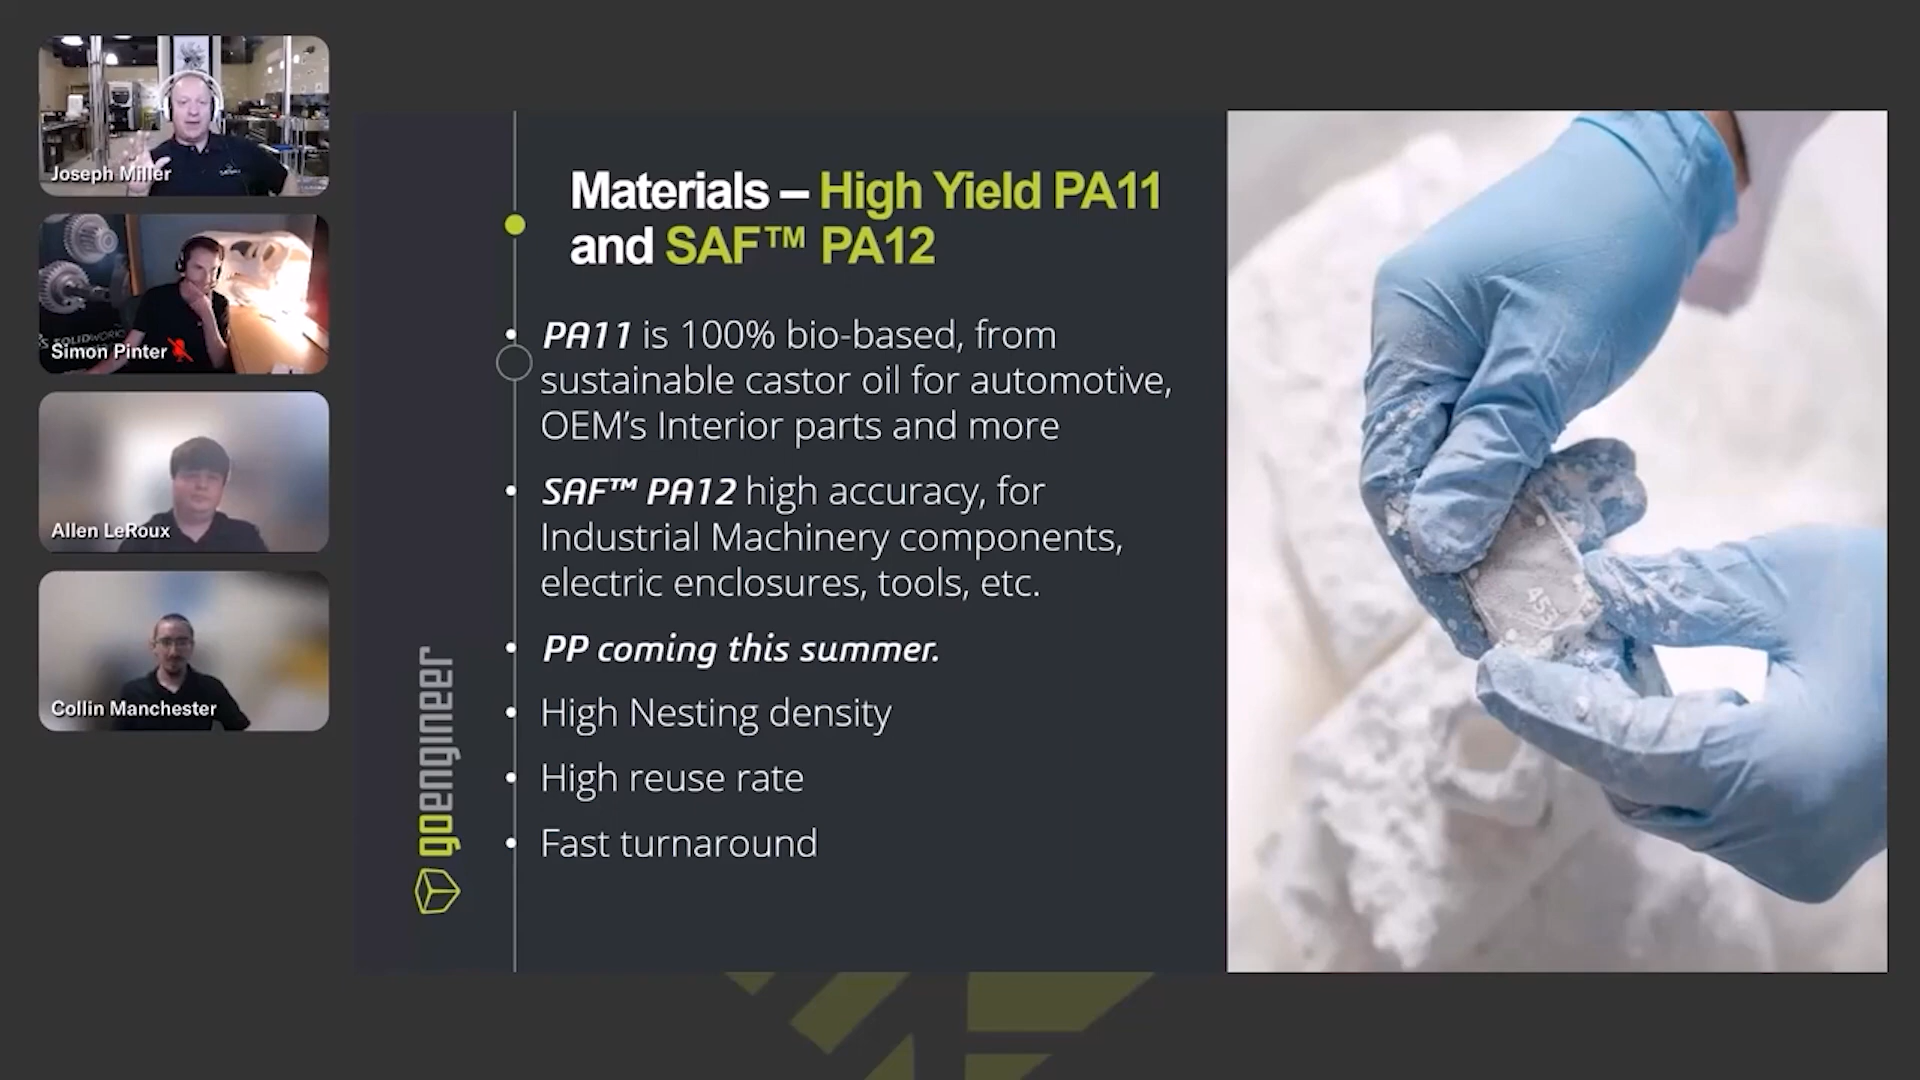 Joseph Miller
Simon Pinter
Allen LeRoux
Collin Manchester
goengineer
Materials – High Yield PA11
and SAF™ PA12
• PA11 is 100% bio-based, from
sustainable castor oil for automotive,
OEM’s Interior parts and more
• SAF™ PA12 high accuracy, for
Industrial Machinery components,
electric enclosures, tools, etc.
• PP coming this summer.
• High Nesting density
• High reuse rate
• Fast turnaround